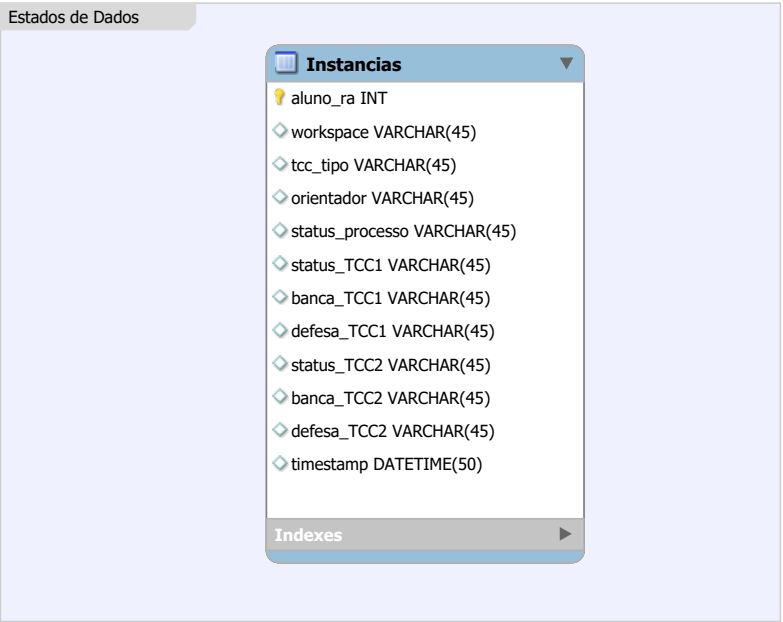 Estados de Dados
Instancias
aluno_ra INT
workspace VARCHAR(45)
tcc_tipo VARCHAR(45)
orientador VARCHAR(45)
status_processo VARCHAR(45)
status_TCC1 VARCHAR(45)
banca_TCC1 VARCHAR(45)
defesa_TCC1 VARCHAR(45)
status_TCC2 VARCHAR(45)
banca_TCC2 VARCHAR(45)
defesa_TCC2 VARCHAR(45)
timestamp DATETIME(50)
Indexes